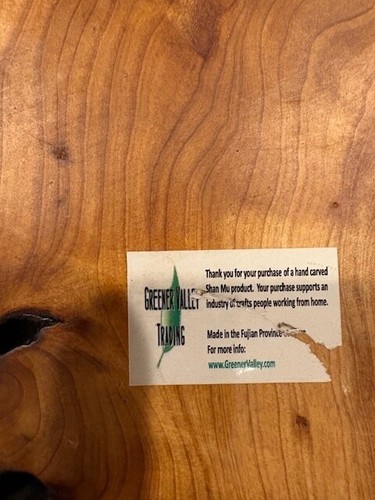 GREENER VALLEY
TRADING
Thank you for your purchase of a hand carved
Shan Mu product. Your purchase supports an
industry of crafts people working from home.
Made in the Fujian Province
For more info:
www.GreenerValley.com